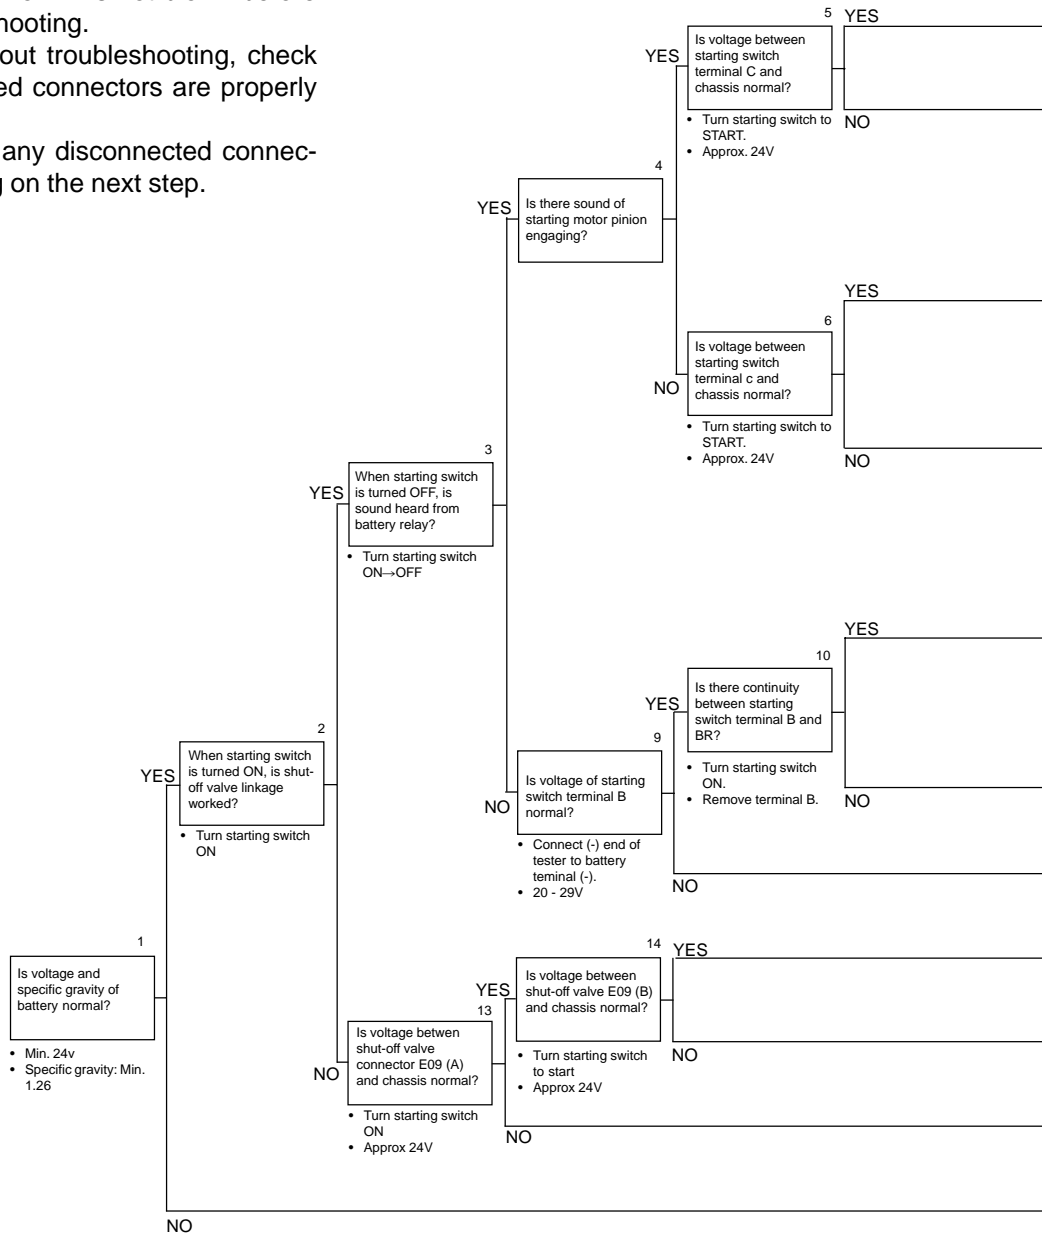 hooting.
out troubleshooting, check
ed connectors are properly
any disconnected connec-
on the next step.
5 YES
Is voltage between
starting switch
terminal C and
chassis normal?
YES
• Turn starting switch to
START.
• Approx. 24V
NO
4
YES
Is there sound of
starting motor pinion
engaging?
YES
6
Is voltage between
starting switch
terminal c and
chassis normal?
NO
• Turn starting switch to
START.
• Approx. 24V
NO
3
YES
When starting switch
is turned OFF, is
sound heard from
battery relay?
• Turn starting switch
ON→OFF
YES
10
Is there continuity
between starting
switch terminal B and
BR?
YES
• Turn starting switch
ON.
• Remove terminal B.
NO
2
YES
When starting switch
is turned ON, is shut-
off valve linkage
worked?
• Turn starting switch
ON
9
Is voltage of starting
switch terminal B
normal?
NO
• Connect (-) end of
tester to battery
teminal (-).
• 20 - 29V
NO
1
Is voltage and
specific gravity of
battery normal?
• Min. 24v
• Specific gravity: Min.
1.26
14 YES
Is voltage between
shut-off valve E09 (B)
and chassis normal?
YES
• Turn starting switch
to start
• Approx 24V
NO
13
Is voltage betwen
shut-off valve
connector E09 (A)
and chassis normal?
NO
• Turn starting switch
ON
• Approx 24V
NO
NO